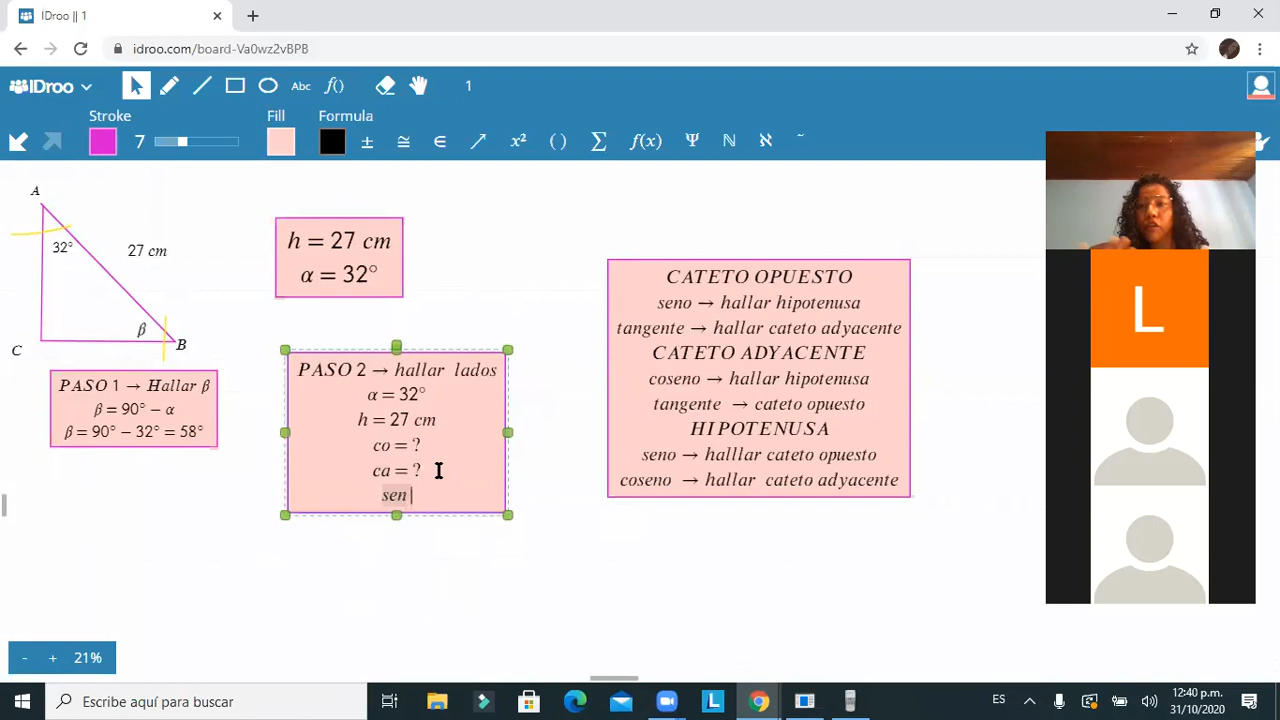 IDroo || 1
idroo.com/board-Va0wz2vBPB
IDroo
Abc
f()
1
Stroke
Fill
Formula
7
± ≅ ∈ x² ( ) ∑ f(x) Ψ ℕ ℵ ~
A
32°
27 cm
β
C
B
h = 27 cm
α = 32°
PASO 1 → Hallar β
β = 90° − α
β = 90° − 32° = 58°
PASO 2 → hallar lados
α = 32°
h = 27 cm
co = ?
ca = ?
sen
CATETO OPUESTO
seno → hallar hipotenusa
tangente → hallar cateto adyacente
CATETO ADYACENTE
coseno → hallar hipotenusa
tangente → cateto opuesto
HIPOTENUSA
seno → halllar cateto opuesto
coseno → hallar cateto adyacente
L
- + 21%
Escribe aquí para buscar
L
ES
12:40 p.m.
31/10/2020